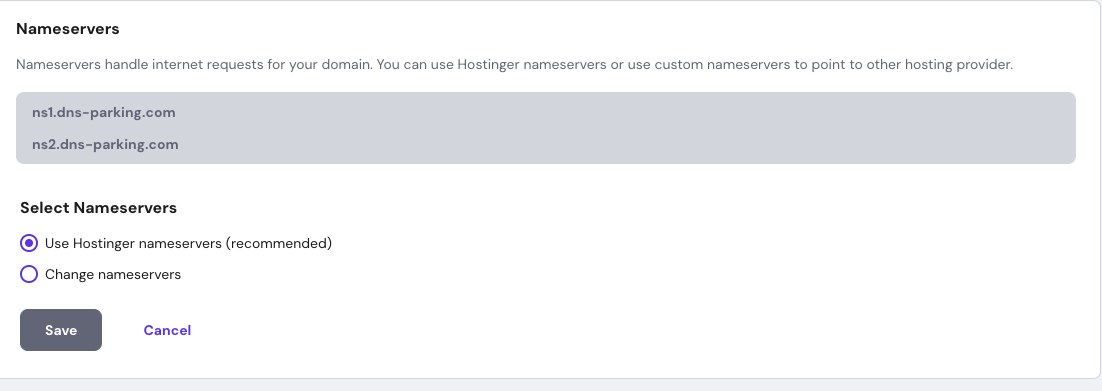 Nameservers
Nameservers handle internet requests for your domain. You can use Hostinger nameservers or use custom nameservers to point to other hosting provider.
ns1.dns-parking.com
ns2.dns-parking.com
Select Nameservers
Use Hostinger nameservers (recommended)
Change nameservers
Save Cancel